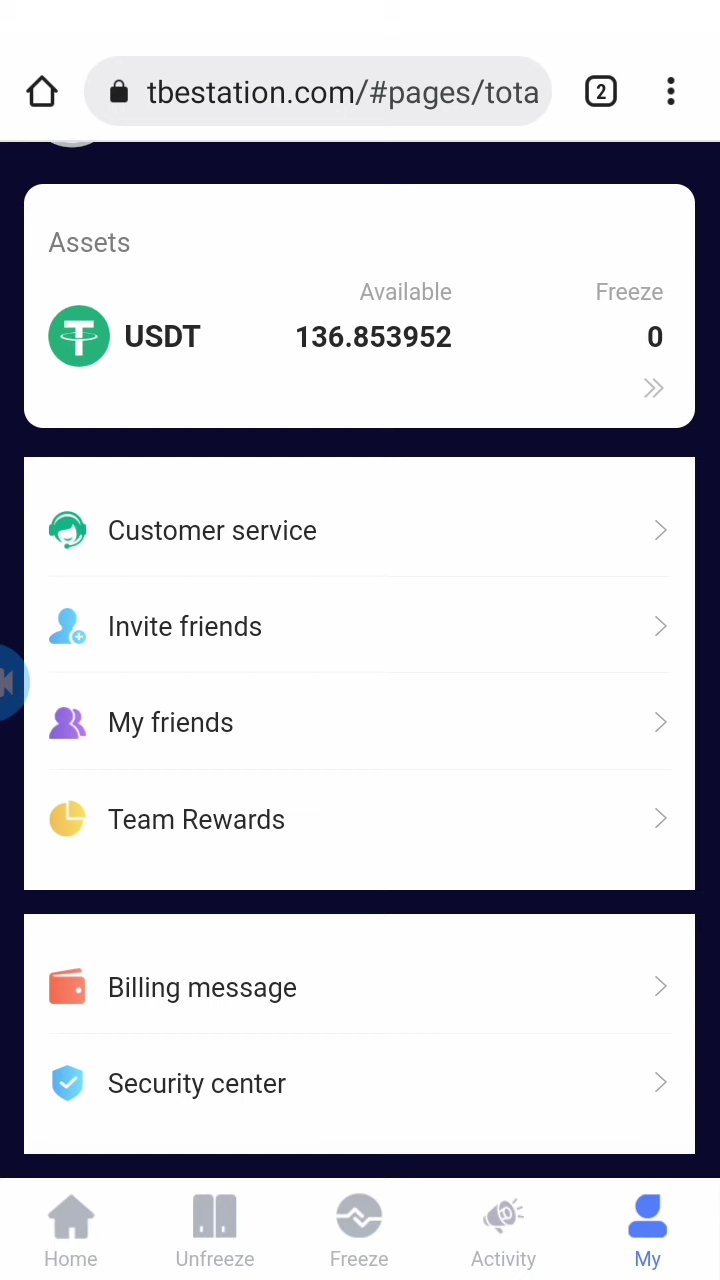 tbestation.com/#pages/tota
2
Assets
Available Freeze
USDT 136.853952 0
Customer service
Invite friends
My friends
Team Rewards
Billing message
Security center
Home Unfreeze Freeze Activity My